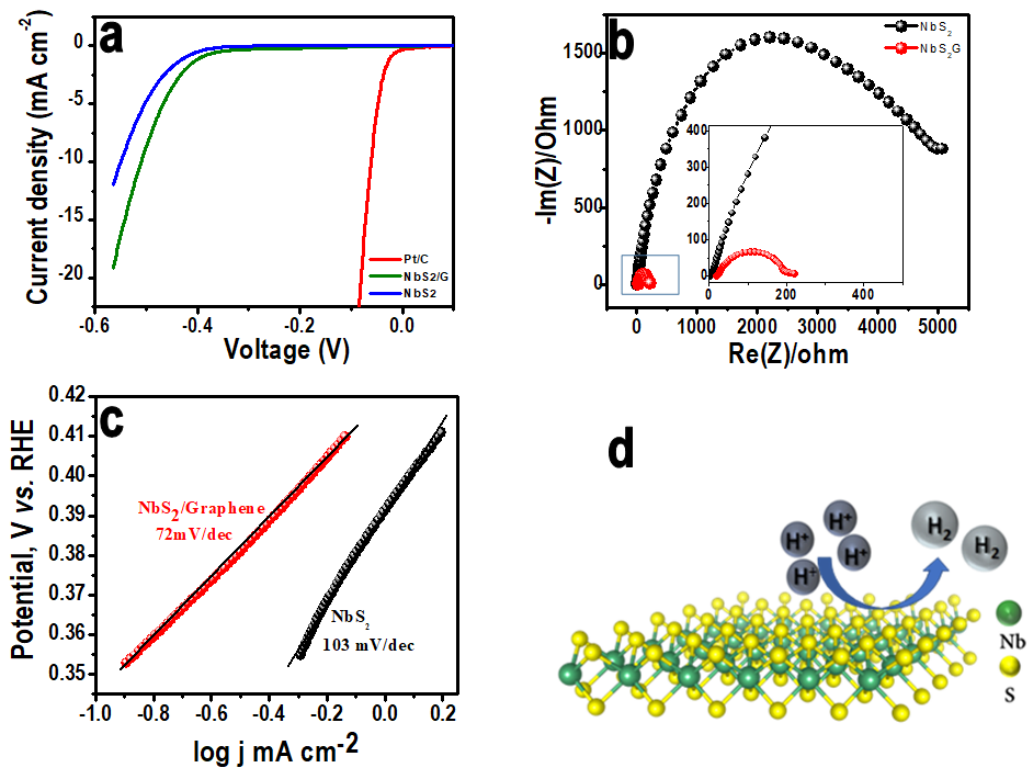 a
Current density (mA cm⁻²)
0
-5
-10
-15
-20
-0.6
-0.4
-0.2
0.0
Voltage (V)
Pt/C
NbS2/G
NbS2
b
NbS₂
NbS₂G
-Im(Z)/Ohm
1500
1000
500
0
0
1000
2000
3000
4000
5000
Re(Z)/ohm
400
300
200
100
0
0
200
400
c
Potential, V vs. RHE
0.42
0.41
0.40
0.39
0.38
0.37
0.36
0.35
-1.0
-0.8
-0.6
-0.4
-0.2
0.0
0.2
log j mA cm⁻²
NbS₂/Graphene
72mV/dec
NbS₂
103 mV/dec
d
H⁺
H⁺
H⁺
H⁺
H₂
H₂
Nb
S